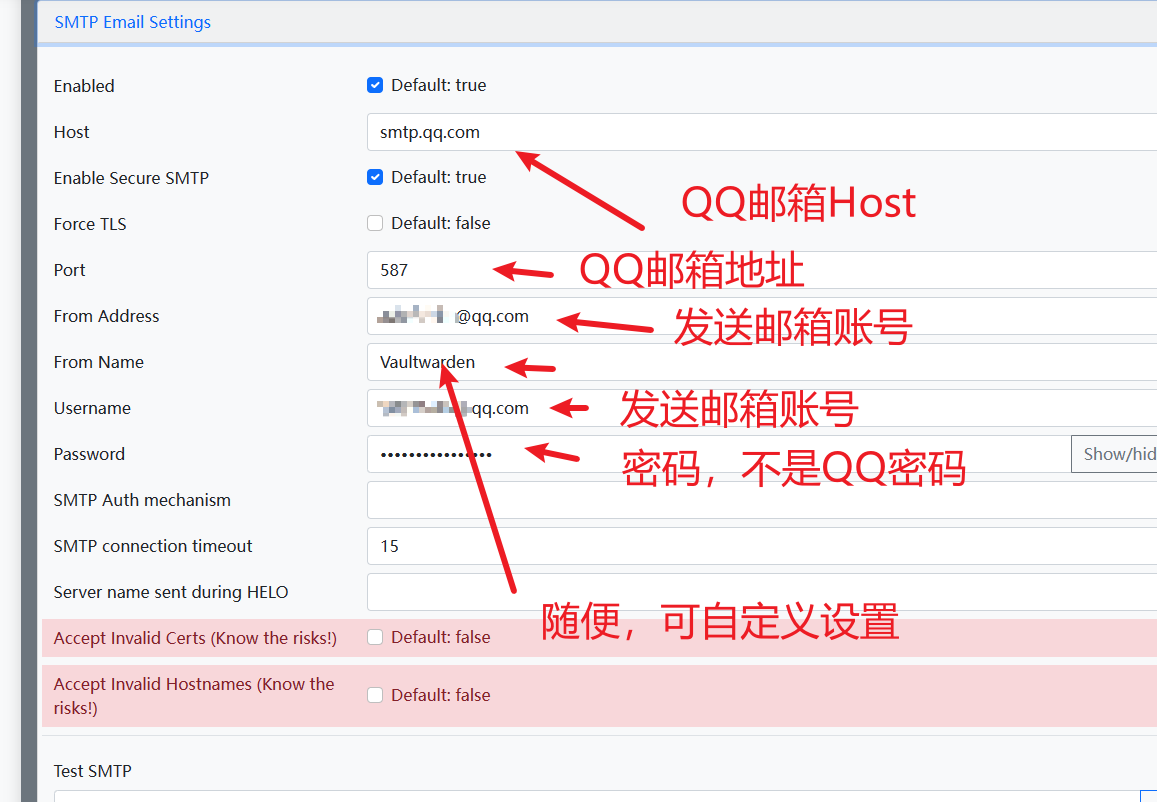 SMTP Email Settings
Enabled
Default: true
Host
smtp.qq.com
Enable Secure SMTP
Default: true
QQ邮箱Host
Force TLS
Default: false
Port
587
QQ邮箱地址
From Address
@qq.com
发送邮箱账号
From Name
Vaultwarden
Username
qq.com
发送邮箱账号
Password
••••••••••••••••
Show/hid
密码，不是QQ密码
SMTP Auth mechanism
SMTP connection timeout
15
Server name sent during HELO
随便，可自定义设置
Accept Invalid Certs (Know the risks!)
Default: false
Accept Invalid Hostnames (Know the
risks!)
Default: false
Test SMTP